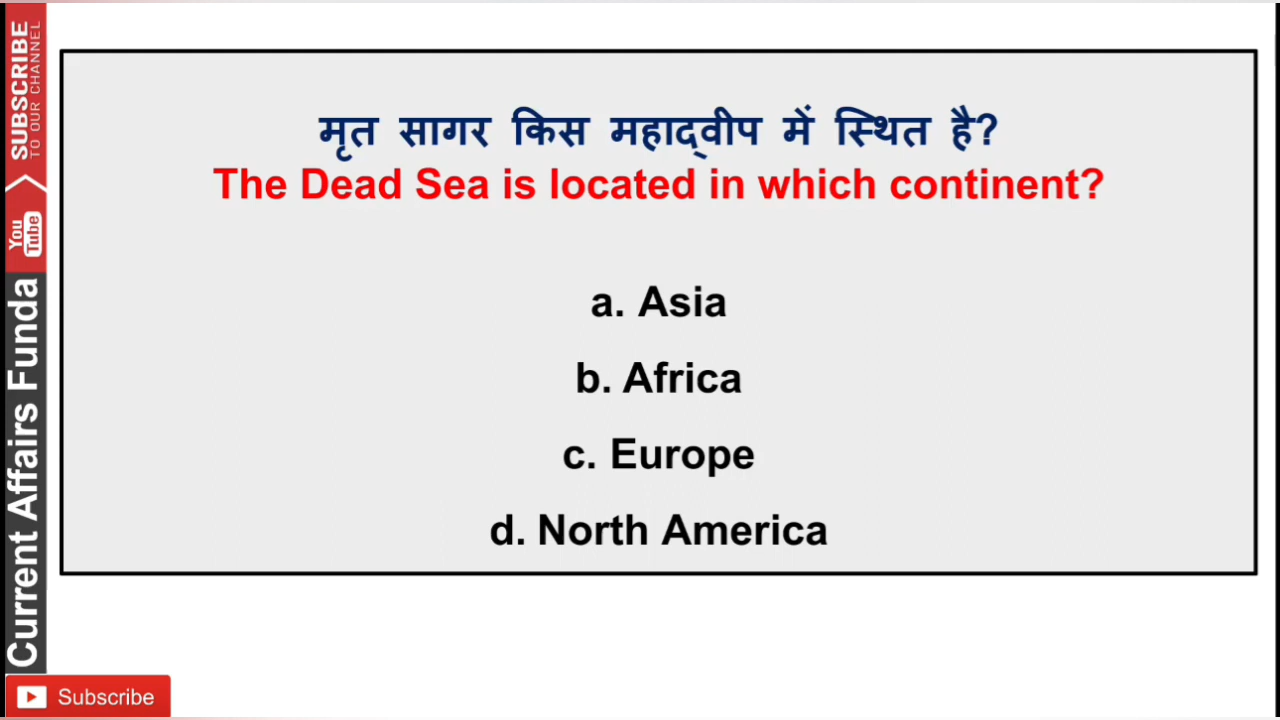 मृत सागर किस महाद्वीप में स्थित है?
The Dead Sea is located in which continent?
a. Asia
b. Africa
c. Europe
d. North America
SUBSCRIBE
TO OUR CHANNEL
You
Tube
Current Affairs Funda
Subscribe